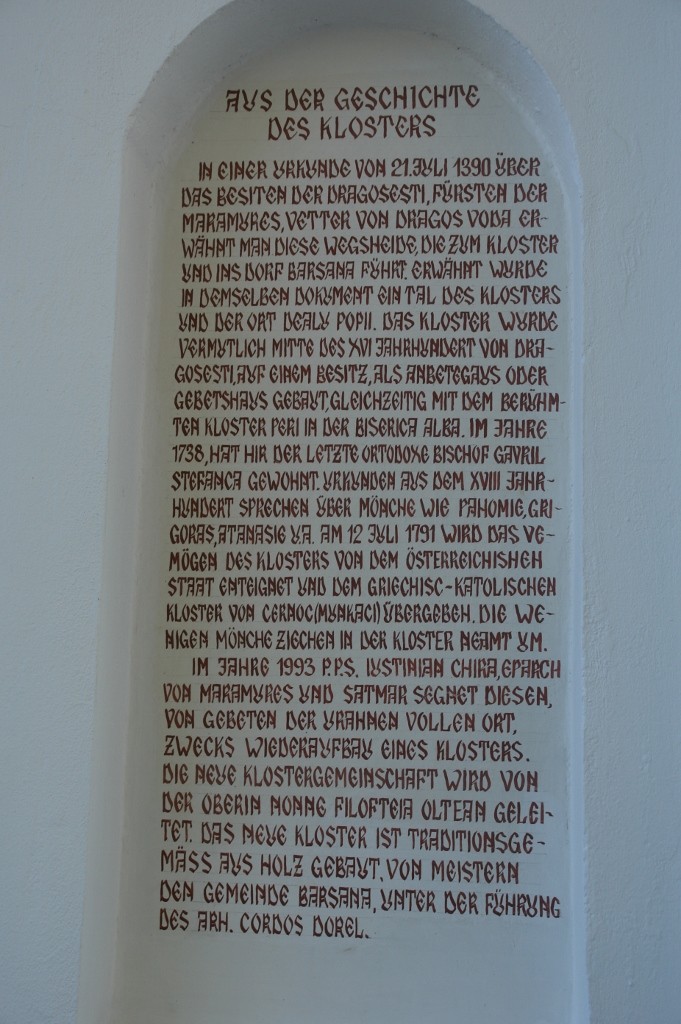 AUS DER GESCHICHTE
DES KLOSTERS
IN EINER URKUNDE VON 21.JULI 1390 ÜBER
DAS BESITEN DER DRAGOSESTI, FÜRSTEN DER
MARAMURES, VETTER VON DRAGOS VODA ER-
WÄHNT MAN DIESE WEGSHEIDE, DIE ZUM KLOSTER
UND INS DORF BARSANA FÜHRT. ERWÄHNT WURDE
IN DEMSELBEN DOKUMENT EIN TAL DES KLOSTERS
UND DER ORT DEALU POPII. DAS KLOSTER WURDE
VERMUTLICH MITTE DES XVI JAHRHUNDERT VON DRA-
GOSESTI, AUF EINEM BESITZ, ALS ANBETEGAUS ODER
GEBETSHAUS GEBAUT, GLEICHZEITIG MIT DEM BERÜHM-
TEN KLOSTER PERI IN DER BISERICA ALBA. IM JAHRE
1738, HAT HIR DER LETZTE ORTODOXE BISCHOF GAVRIL
STEFANCA GEWOHNT. URKUNDEN AUS DEM XVIII JAHR-
HUNDERT SPRECHEN ÜBER MÖNCHE WIE PAHOMIE, GRI-
GORAS, ATANASIE U.A. AM 12 JULI 1791 WIRD DAS VE-
MÖGEN DES KLOSTERS VON DEM ÖSTERREICHISHEH
STAAT ENTEIGNET UND DEM GRIECHISC-KATOLISCHEN
KLOSTER VON CERNOC (MUNKACI) ÜBERGEBEH. DIE WE-
NIGEN MÖNCHE ZIECHEN IN DER KLOSTER NEAMT UM.
IM JAHRE 1993 P.P.S. IUSTINIAN CHIRA, EPARCH
VON MARAMURES UND SATMAR SEGNET DIESEN,
VON GEBETEN DER URAHNEN VOLLEN ORT,
ZWECKS WIEDERAUFBAU EINES KLOSTERS.
DIE NEUE KLOSTERGEMEINSCHAFT WIRD VON
DER OBERIN NONNE FILOFTEIA OLTEAN GELEI-
TET. DAS NEUE KLOSTER IST TRADITIONSGE-
MÄSS AUS HOLZ GEBAUT, VON MEISTERN
DEN GEMEINDE BARSANA, UNTER DER FÜHRUNG
DES ARH. CORDOS DOREL.